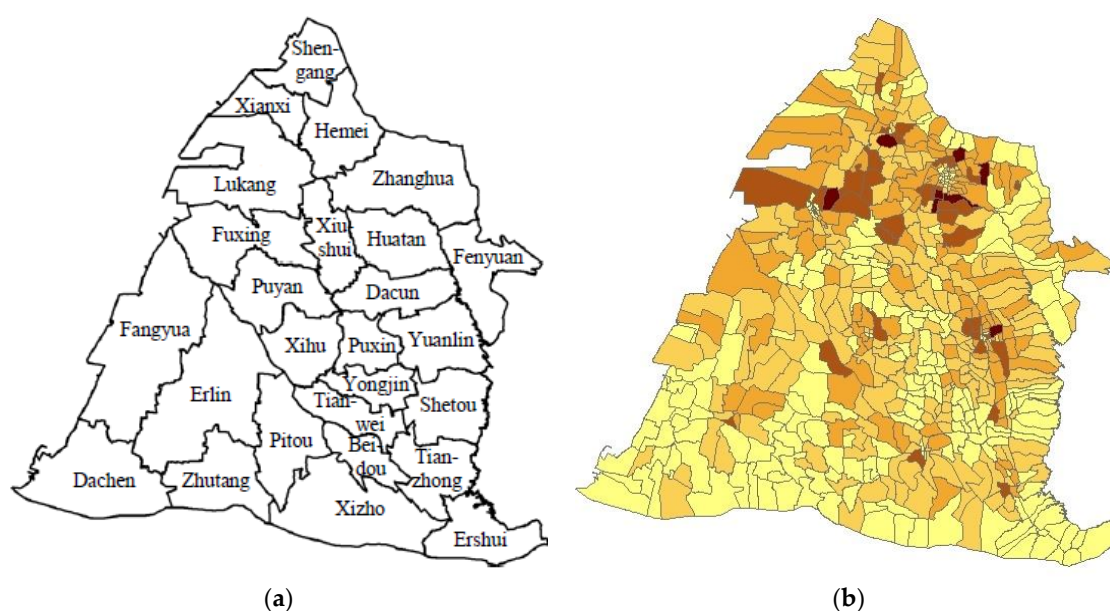 Shen-
gang
Xianxi
Hemei
Lukang
Zhanghua
Fuxing
Xiu
shui
Huatan
Fenyuan
Puyan
Dacun
Fangyua
Xihu
Puxin
Yuanlin
Yongjin
Erlin
Tian-
wei
Shetou
Pitou
Bei-
dou
Tian-
zhong
Dachen
Zhutang
Xizho
Ershui
(a)
(b)